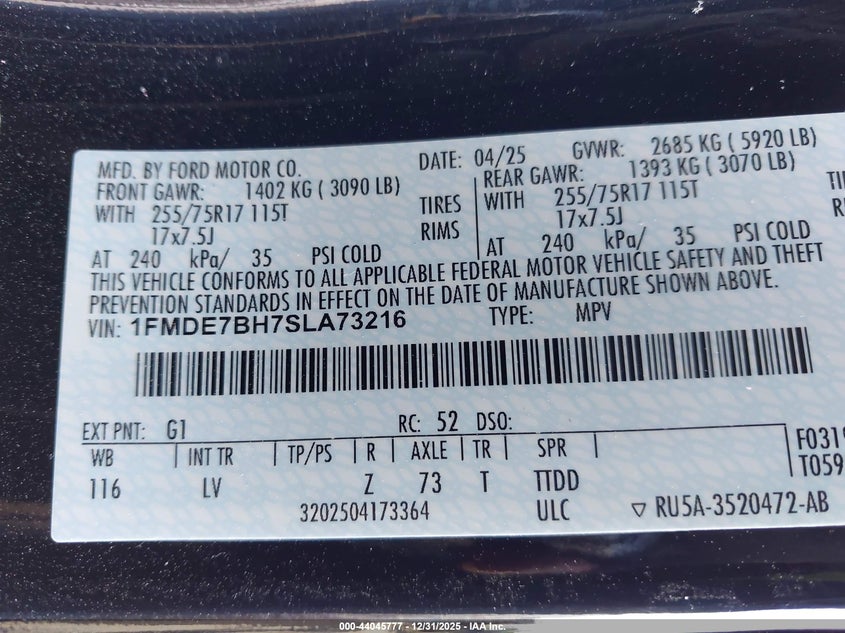 MFD. BY FORD MOTOR CO. DATE: 04/25 GVWR: 2685 KG ( 5920 LB)
FRONT GAWR: 1402 KG ( 3090 LB) REAR GAWR: 1393 KG ( 3070 LB)
WITH 255/75R17 115T TIRES WITH 255/75R17 115T
17x7.5J RIMS 17x7.5J
AT 240 kPa/ 35 PSI COLD AT 240 kPa/ 35 PSI COLD
THIS VEHICLE CONFORMS TO ALL APPLICABLE FEDERAL MOTOR VEHICLE SAFETY AND THEFT
PREVENTION STANDARDS IN EFFECT ON THE DATE OF MANUFACTURE SHOWN ABOVE.
VIN: 1FMDE7BH7SLA73216 TYPE: MPV
EXT PNT: G1 RC: 52 DSO:
WB INT TR TP/PS R AXLE TR SPR F031
116 LV Z 73 T TTDD T059
3202504173364 ULC RU5A-3520472-AB
000-44045777 - 12/31/2025 - IAA Inc.